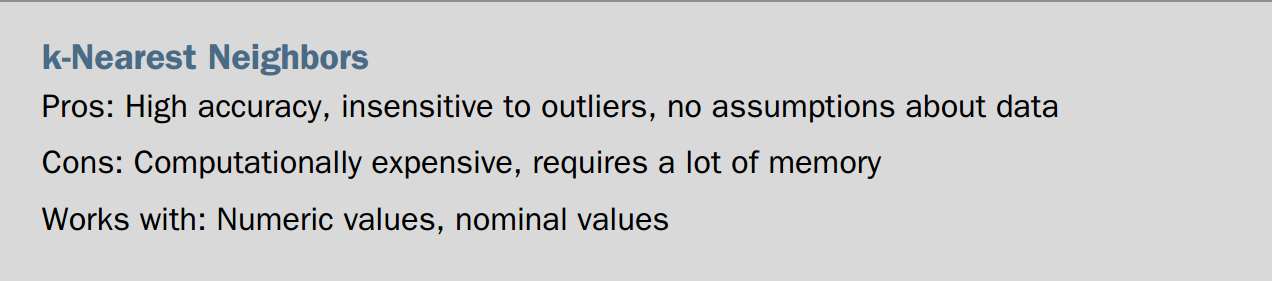 k-Nearest Neighbors
Pros: High accuracy, insensitive to outliers, no assumptions about data
Cons: Computationally expensive, requires a lot of memory
Works with: Numeric values, nominal values